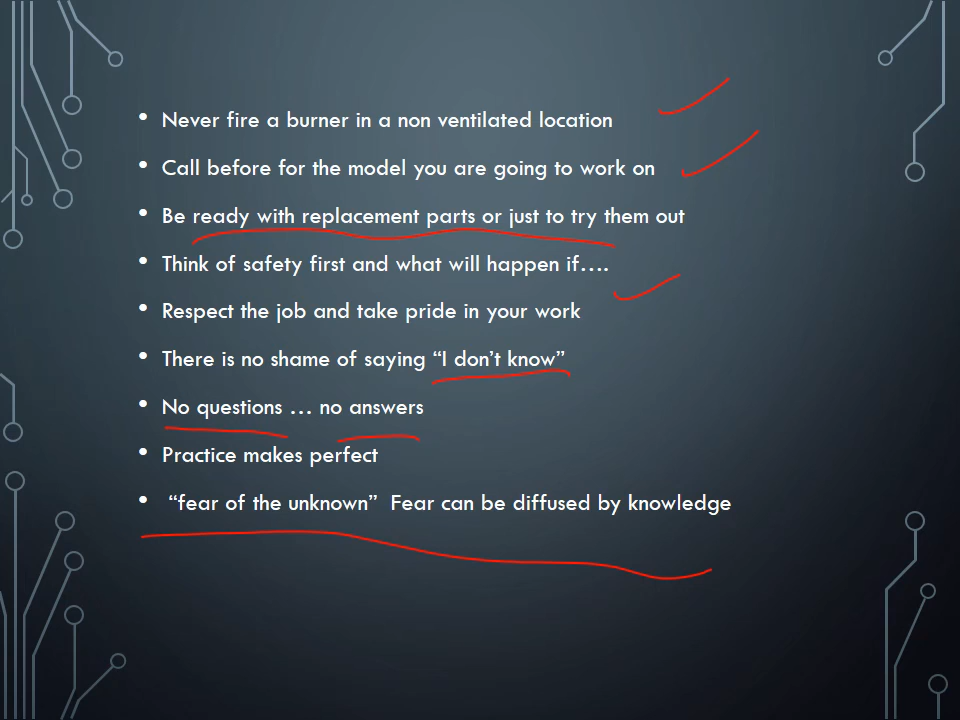 • Never fire a burner in a non ventilated location
• Call before for the model you are going to work on
• Be ready with replacement parts or just to try them out
• Think of safety first and what will happen if….
• Respect the job and take pride in your work
• There is no shame of saying “I don’t know”
• No questions … no answers
• Practice makes perfect
• “fear of the unknown”  Fear can be diffused by knowledge